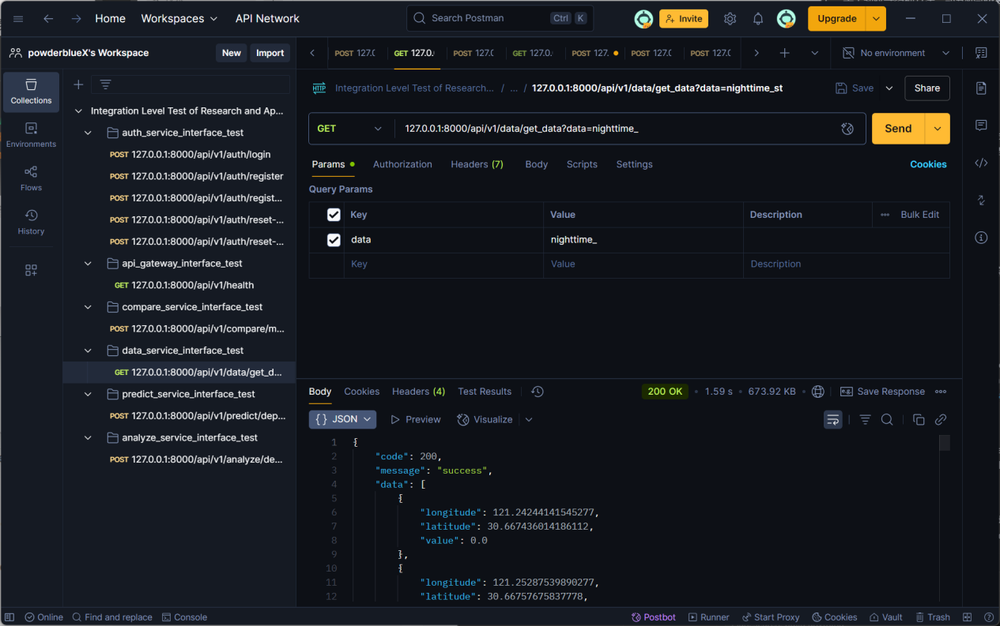 Home Workspaces API Network Search Postman Ctrl K Invite Upgrade
powderblueX's Workspace New Import
POST 127.( GET 127.0. POST 127.( GET 127.0. POST 127. POST 127.( POST 127.( No environment
Collections
Environments
Flows
History
Integration Level Test of Research and Ap...
auth_service_interface_test
POST 127.0.0.1:8000/api/v1/auth/login
POST 127.0.0.1:8000/api/v1/auth/register
POST 127.0.0.1:8000/api/v1/auth/regist...
POST 127.0.0.1:8000/api/v1/auth/reset-...
POST 127.0.0.1:8000/api/v1/auth/reset-...
api_gateway_interface_test
GET 127.0.0.1:8000/api/v1/health
compare_service_interface_test
POST 127.0.0.1:8000/api/v1/compare/m...
data_service_interface_test
GET 127.0.0.1:8000/api/v1/data/get_d...
predict_service_interface_test
POST 127.0.0.1:8000/api/v1/predict/dep...
analyze_service_interface_test
POST 127.0.0.1:8000/api/v1/analyze/de...
HTTP Integration Level Test of Research... / ... / 127.0.0.1:8000/api/v1/data/get_data?data=nighttime_st Save Share
GET 127.0.0.1:8000/api/v1/data/get_data?data=nighttime_ Send
Params Authorization Headers (7) Body Scripts Settings Cookies
Query Params
Key Value Description Bulk Edit
data nighttime_
Key Value Description
Body Cookies Headers (4) Test Results 200 OK 1.59 s 673.92 KB Save Response
{} JSON Preview Visualize
1 {
2 "code": 200,
3 "message": "success",
4 "data": [
5 {
6 "longitude": 121.24244141545277,
7 "latitude": 30.667436014186112,
8 "value": 0.0
9 },
10 {
11 "longitude": 121.25287539890277,
12 "latitude": 30.66757675837778,
Online Find and replace Console Postbot Runner Start Proxy Cookies Vault Trash